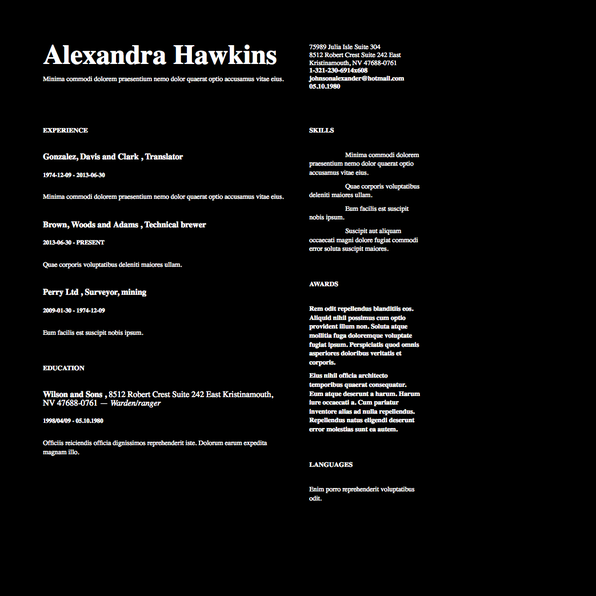 Alexandra Hawkins
Minima commodi dolorem praesentium nemo dolor quaerat optio accusamus vitae eius.
75989 Julia Isle Suite 304
8512 Robert Crest Suite 242 East
Kristinamouth, NV 47688-0761
1-321-230-6914x608
johnsonalexander@hotmail.com
05.10.1980
EXPERIENCE
Gonzalez, Davis and Clark , Translator
1974-12-09 - 2013-06-30
Minima commodi dolorem praesentium nemo dolor quaerat optio accusamus vitae eius.
Brown, Woods and Adams , Technical brewer
2013-06-30 - PRESENT
Quae corporis voluptatibus deleniti maiores ullam.
Perry Ltd , Surveyor, mining
2009-01-30 - 1974-12-09
Eum facilis est suscipit nobis ipsum.
EDUCATION
Wilson and Sons , 8512 Robert Crest Suite 242 East Kristinamouth,
NV 47688-0761 — Warden/ranger
1998/04/09 - 05.10.1980
Officiis reiciendis officia dignissimos reprehenderit iste. Dolorum earum expedita
magnam illo.
SKILLS
Minima commodi dolorem
praesentium nemo dolor quaerat optio
accusamus vitae eius.
Quae corporis voluptatibus
deleniti maiores ullam.
Eum facilis est suscipit
nobis ipsum.
Suscipit aut aliquam
occaecati magni dolore fugiat commodi
error soluta suscipit maiores.
AWARDS
Rem odit repellendus blanditiis eos.
Aliquid nihil possimus cum optio
provident illum non. Soluta atque
mollitia fuga doloremque voluptate
fugiat ipsum. Perspiciatis quod omnis
asperiores doloribus veritatis et
corporis.
Eius nihil officia architecto
temporibus quaerat consequatur.
Eum atque deserunt a harum. Harum
iure occaecati a. Cum pariatur
inventore alias ad nulla repellendus.
Repellendus natus eligendi deserunt
error molestias sunt ea autem.
LANGUAGES
Enim porro reprehenderit voluptatibus
odit.